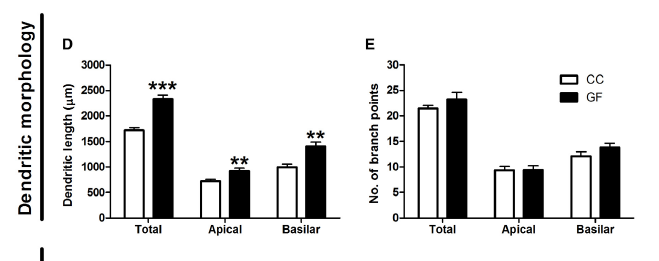 Dendritic morphology
D
Dendritic length (μm)
3000
2500
2000
1500
1000
500
0
***
**
**
Total Apical Basilar
E
No. of branch points
30
25
20
15
10
5
0
CC
GF
Total Apical Basilar